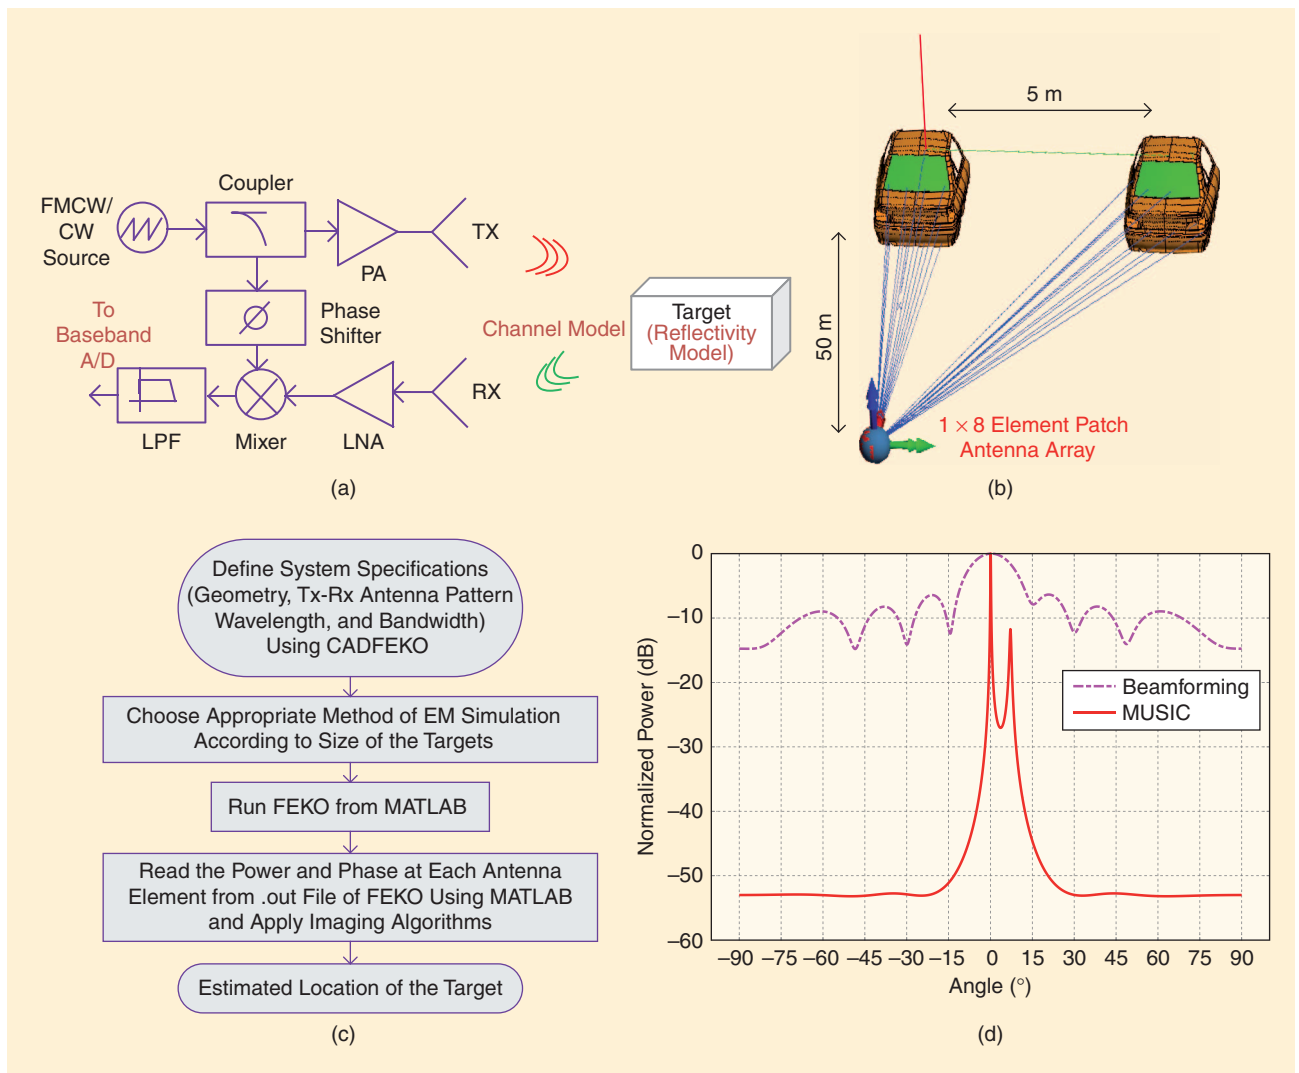 FMCW/
CW
Source
Coupler
PA
TX
Phase
Shifter
To
Baseband
A/D
LPF
Mixer
LNA
RX
Channel Model
Target
(Reflectivity
Model)
(a)
5 m
50 m
1 × 8 Element Patch
Antenna Array
(b)
Define System Specifications
(Geometry, Tx-Rx Antenna Pattern
Wavelength, and Bandwidth)
Using CADFEKO
Choose Appropriate Method of EM Simulation
According to Size of the Targets
Run FEKO from MATLAB
Read the Power and Phase at Each Antenna
Element from .out File of FEKO Using MATLAB
and Apply Imaging Algorithms
Estimated Location of the Target
(c)
Normalized Power (dB)
0
–10
–20
–30
–40
–50
–60
Beamforming
MUSIC
–90 –75 –60 –45 –30 –15 0 15 30 45 60 75 90
Angle (°)
(d)